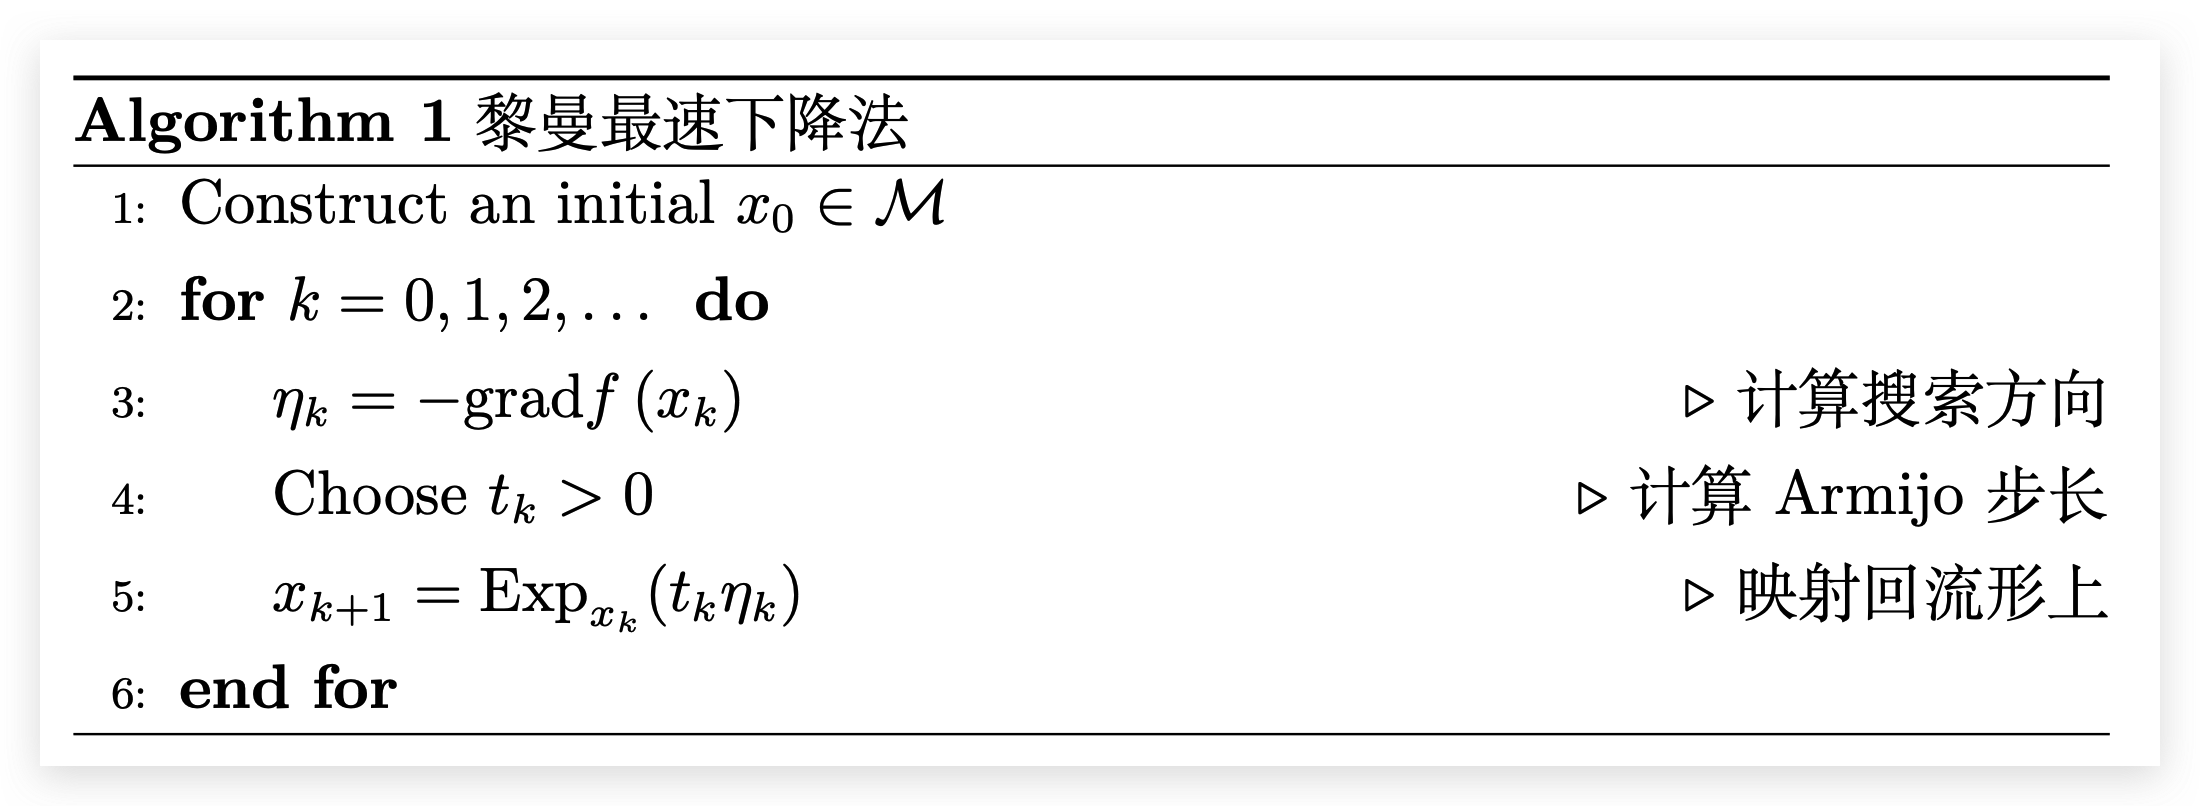 Algorithm 1 黎曼最速下降法
1: Construct an initial $x_0 \in \mathcal{M}$
2: for $k = 0, 1, 2, \ldots$ do
3: $\eta_k = -\mathrm{grad} f(x_k)$ ▷ 计算搜索方向
4: Choose $t_k > 0$ ▷ 计算 Armijo 步长
5: $x_{k+1} = \mathrm{Exp}_{x_k}(t_k \eta_k)$ ▷ 映射回流形上
6: end for